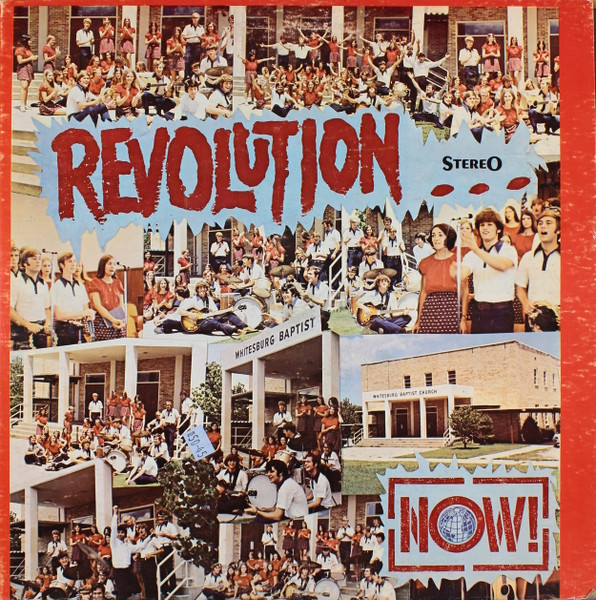 REVOLUTION
STEREO
. . .
WHITESBURG BAPTIST
WHITESBURG BAPTIST CHURCH
NOW!